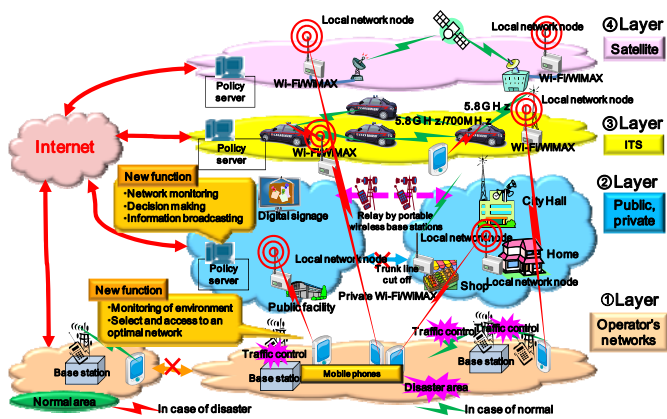 Local network node
Local network node
④Layer
Satellite
Wi-Fi/WIMAX
Wi-Fi/WIMAX
Policy
server
Local network node
5.8GHz
5.8GHz/700MHz
③Layer
ITS
Internet
Policy
server
Wi-Fi/WIMAX
Wi-Fi/WIMAX
New function
•Network monitoring
•Decision making
•Information broadcasting
Digital signage
Relay by portable
wireless base stations
City Hall
②Layer
Public,
private
Local network node
Home
Local network node
Trunk line
cut off
Policy
server
Shop
Local network node
Public facility
Private Wi-Fi/WIMAX
New function
•Monitoring of environment
•Select and access to an
optimal network
①Layer
Operator's
networks
Traffic control
Traffic control
Traffic control
Base station
Base station
Base station
Mobile phones
Disaster area
Normal area
In case of disaster
In case of normal